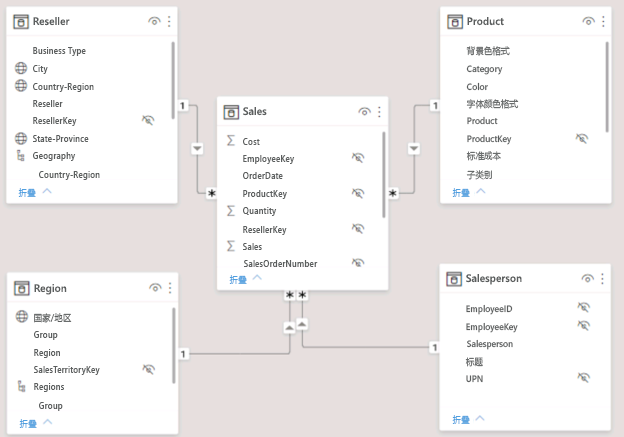 Reseller
Business Type
City
Country-Region
Reseller
ResellerKey
State-Province
Geography
Country-Region
折叠
1
Product
背景色格式
Category
Color
字体颜色格式
Product
ProductKey
标准成本
子类别
折叠
1
Sales
Cost
EmployeeKey
OrderDate
ProductKey
Quantity
ResellerKey
Sales
SalesOrderNumber
折叠
*
*
*
*
Region
国家/地区
Group
Region
SalesTerritoryKey
Regions
Group
折叠
1
Salesperson
EmployeeID
EmployeeKey
Salesperson
标题
UPN
折叠
1